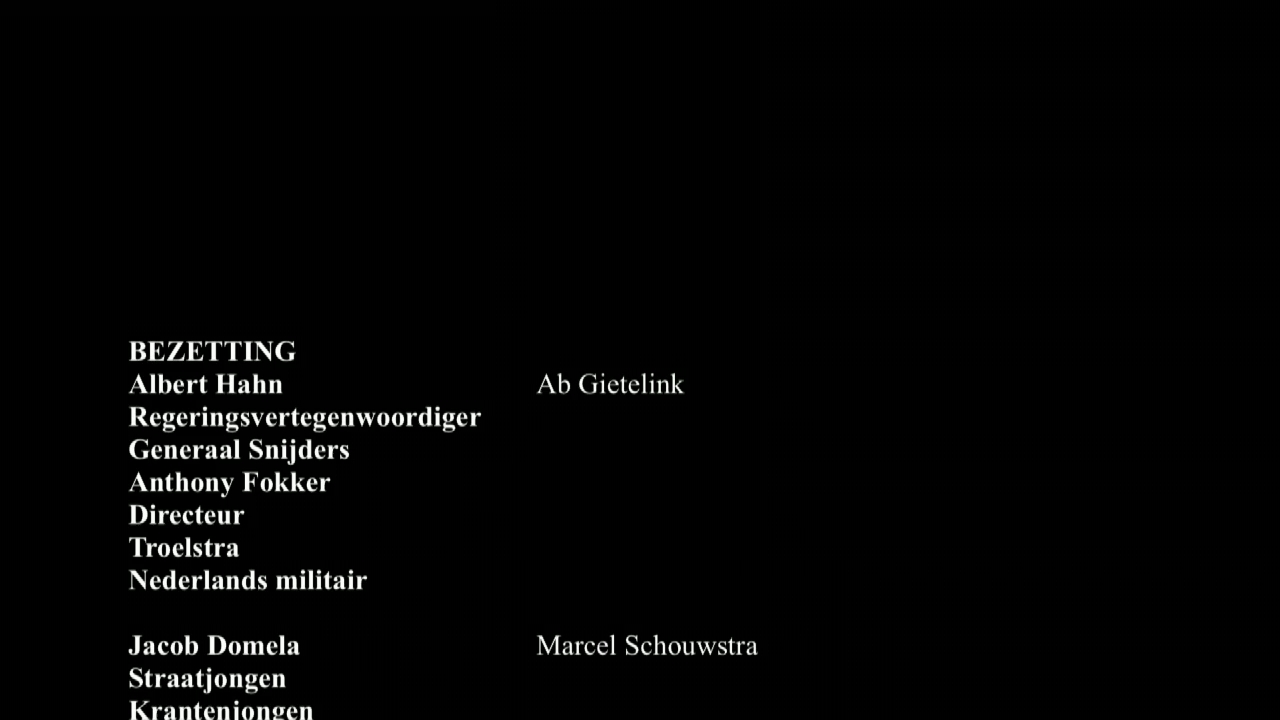 BEZETTING
Albert Hahn Ab Gietelink
Regeringsvertegenwoordiger
Generaal Snijders
Anthony Fokker
Directeur
Troelstra
Nederlands militair
Jacob Domela Marcel Schouwstra
Straatjongen
Krantenjongen